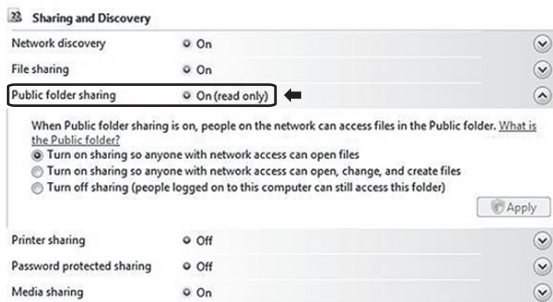 Sharing and Discovery
Network discovery On
File sharing On
Public folder sharing On (read only)
When Public folder sharing is on, people on the network can access files in the Public folder. What is
the Public folder?
Turn on sharing so anyone with network access can open files
Turn on sharing so anyone with network access can open, change, and create files
Turn off sharing (people logged on to this computer can still access this folder)
Apply
Printer sharing Off
Password protected sharing Off
Media sharing On